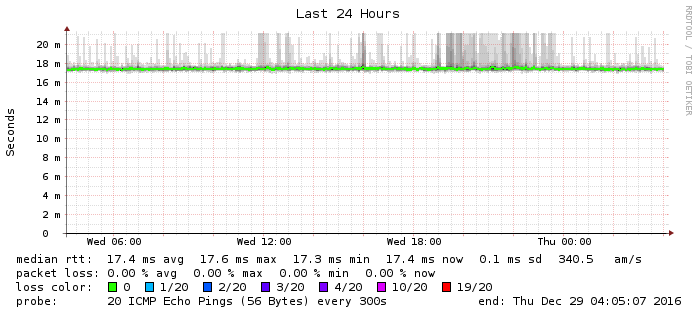 Last 24 Hours
RRDTOOL / TOBI OETIKER
Seconds
20 m
18 m
16 m
14 m
12 m
10 m
8 m
6 m
4 m
2 m
0
Wed 06:00 Wed 12:00 Wed 18:00 Thu 00:00
median rtt: 17.4 ms avg 17.6 ms max 17.3 ms min 17.4 ms now 0.1 ms sd 340.5 am/s
packet loss: 0.00 % avg 0.00 % max 0.00 % min 0.00 % now
loss color: 0 1/20 2/20 3/20 4/20 10/20 19/20
probe: 20 ICMP Echo Pings (56 Bytes) every 300s end: Thu Dec 29 04:05:07 2016